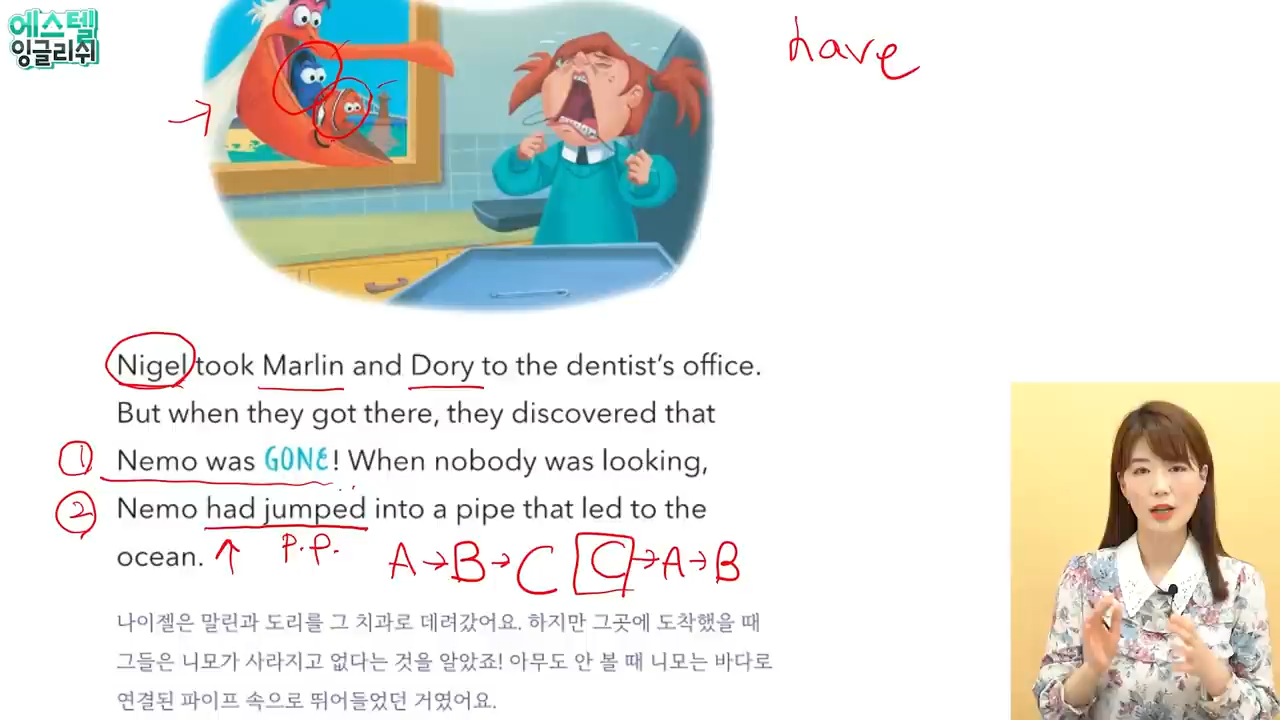 에스텔
잉글리쉬
have
Nigel took Marlin and Dory to the dentist's office.
But when they got there, they discovered that
① Nemo was GONE! When nobody was looking,
② Nemo had jumped into a pipe that led to the
ocean. ↑ p.p. A→B→C C→A→B
나이젤은 말린과 도리를 그 치과로 데려갔어요. 하지만 그곳에 도착했을 때
그들은 니모가 사라지고 없다는 것을 알았죠! 아무도 안 볼 때 니모는 바다로
연결된 파이프 속으로 뛰어들었던 거였어요.